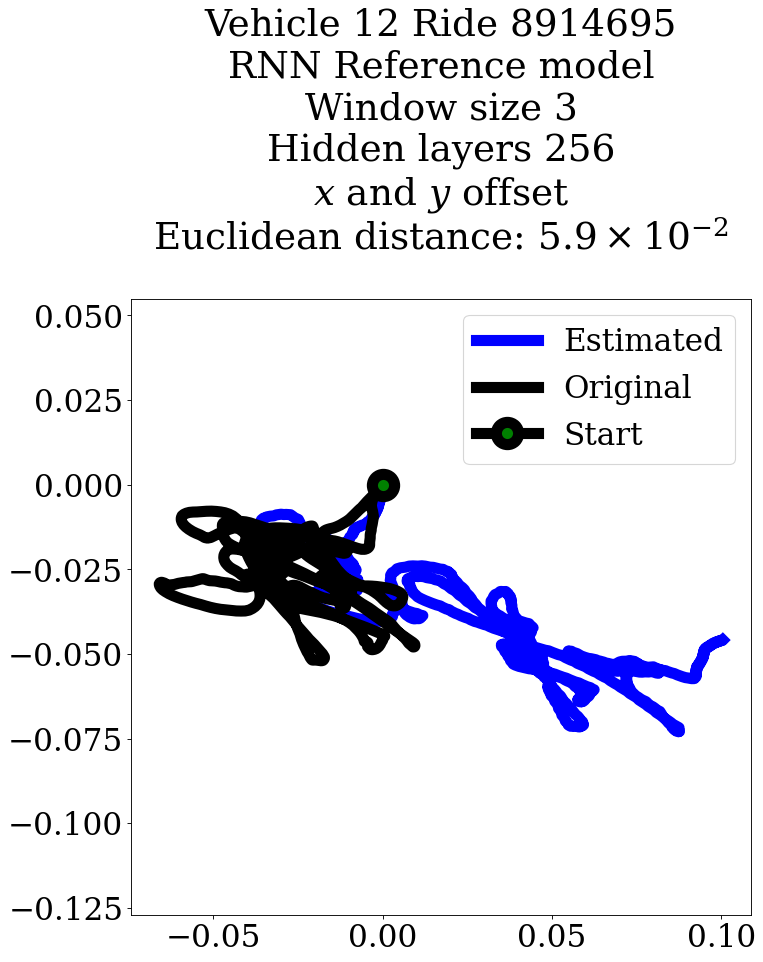 Vehicle 12 Ride 8914695
RNN Reference model
Window size 3
Hidden layers 256
x and y offset
Euclidean distance: 5.9 × 10⁻²
Estimated
Original
Start
0.050
0.025
0.000
−0.025
−0.050
−0.075
−0.100
−0.125
−0.05
0.00
0.05
0.10